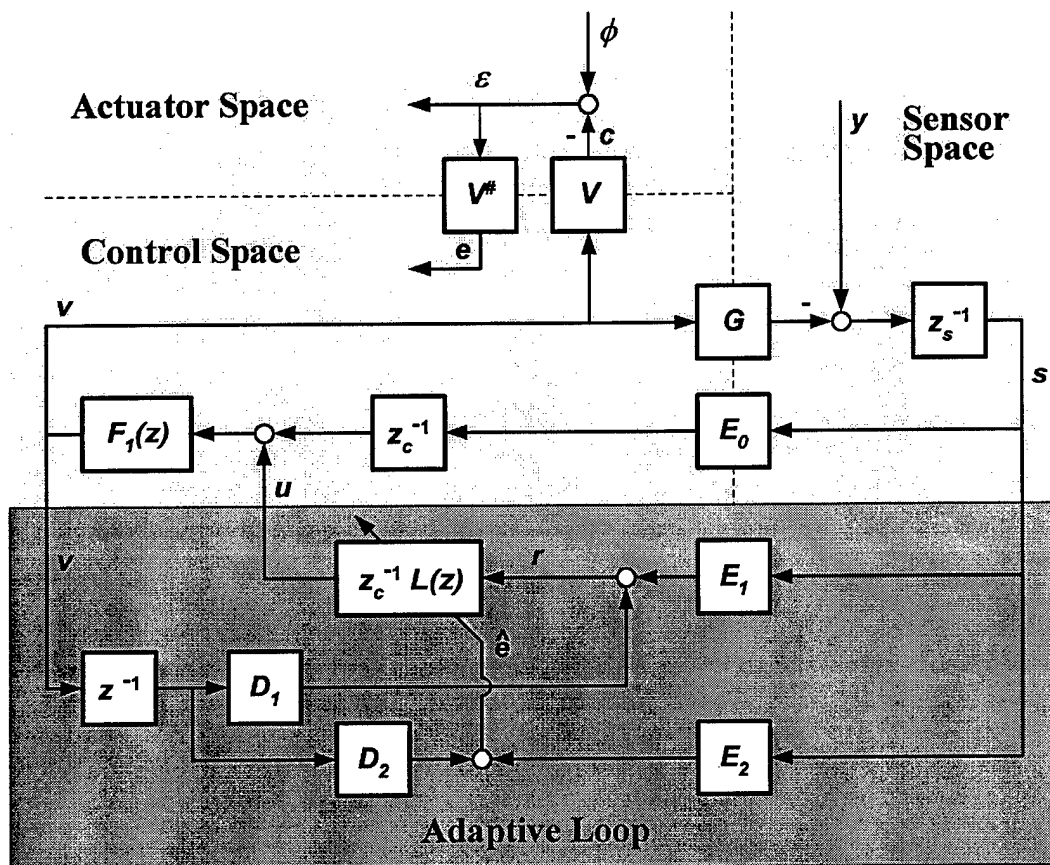 ϕ
ε
Actuator Space
y
Sensor
Space
- c
V# V
e
Control Space
v
G - z_s^{-1}
s
F_1(z) z_c^{-1} E_0
u
v z_c^{-1} L(z) r E_1
ê
z^{-1} D_1
D_2 E_2
Adaptive Loop